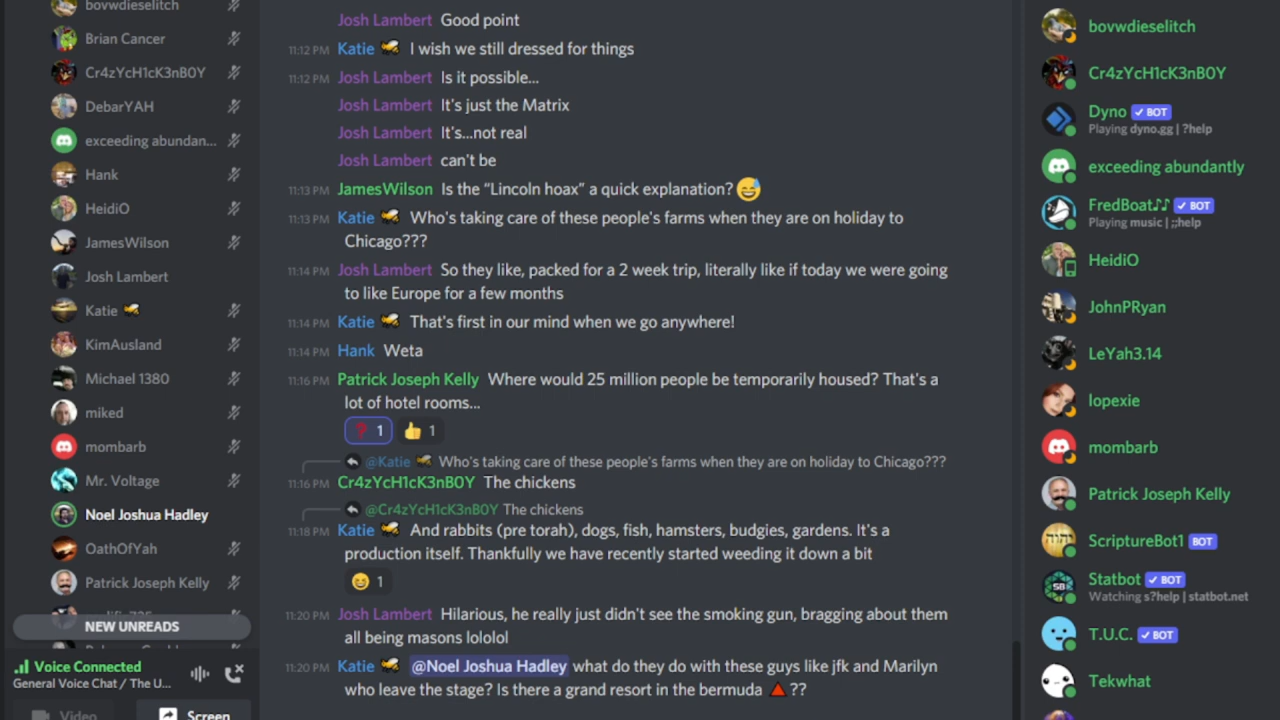 bovwdieselitch
Brian Cancer
Cr4zYcH1cK3nB0Y
DebarYAH
exceeding abundan...
Hank
HeidiO
JamesWilson
Josh Lambert
Katie
KimAusland
Michael 1380
miked
mombarb
Mr. Voltage
Noel Joshua Hadley
OathOfYah
Patrick Joseph Kelly
NEW UNREADS
Voice Connected
General Voice Chat / The U...
Video
Screen
Josh Lambert Good point
11:12 PM Katie I wish we still dressed for things
11:12 PM Josh Lambert Is it possible...
Josh Lambert It's just the Matrix
Josh Lambert It's...not real
Josh Lambert can't be
11:13 PM JamesWilson Is the “Lincoln hoax” a quick explanation? 😅
11:13 PM Katie Who's taking care of these people's farms when they are on holiday to
Chicago???
11:14 PM Josh Lambert So they like, packed for a 2 week trip, literally like if today we were going
to like Europe for a few months
11:14 PM Katie That's first in our mind when we go anywhere!
11:14 PM Hank Weta
11:16 PM Patrick Joseph Kelly Where would 25 million people be temporarily housed? That's a
lot of hotel rooms...
❓ 1 👍 1
@Katie Who's taking care of these people's farms when they are on holiday to Chicago???
11:16 PM Cr4zYcH1cK3nB0Y The chickens
@Cr4zYcH1cK3nB0Y The chickens
11:18 PM Katie And rabbits (pre torah), dogs, fish, hamsters, budgies, gardens. It's a
production itself. Thankfully we have recently started weeding it down a bit
😄 1
11:20 PM Josh Lambert Hilarious, he really just didn't see the smoking gun, bragging about them
all being masons lololol
11:20 PM Katie @Noel Joshua Hadley what do they do with these guys like jfk and Marilyn
who leave the stage? Is there a grand resort in the bermuda 🔺??
bovwdieselitch
Cr4zYcH1cK3nB0Y
Dyno ✓ BOT
Playing dyno.gg | ?help
exceeding abundantly
FredBoat♪♪ ✓ BOT
Playing music | ;;help
HeidiO
JohnPRyan
LeYah3.14
lopexie
mombarb
Patrick Joseph Kelly
ScriptureBot1 BOT
Statbot ✓ BOT
Watching s?help | statbot.net
T.U.C. ✓ BOT
Tekwhat